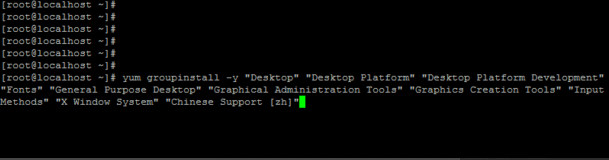 [root@localhost ~]#
[root@localhost ~]#
[root@localhost ~]#
[root@localhost ~]#
[root@localhost ~]#
[root@localhost ~]#
[root@localhost ~]# yum groupinstall -y "Desktop" "Desktop Platform" "Desktop Platform Development"
"Fonts" "General Purpose Desktop" "Graphical Administration Tools" "Graphics Creation Tools" "Input
Methods" "X Window System" "Chinese Support [zh]"